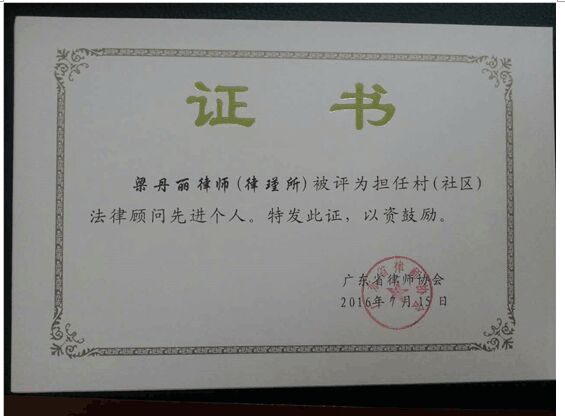 证 书
梁丹丽律师(律瑾所)被评为担任村(社区)
法律顾问先进个人。特发此证，以资鼓励。
广东省律师协会
2016年7月15日